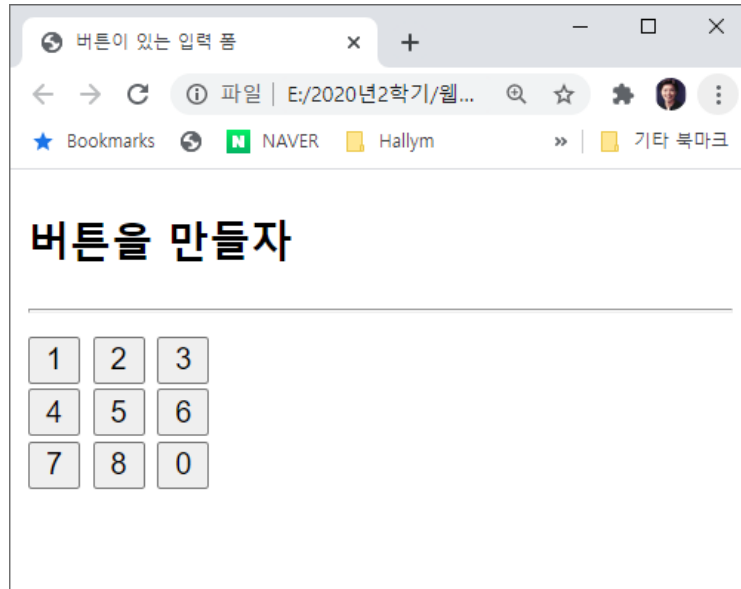 버튼이 있는 입력 폼
파일 | E:/2020년2학기/웹...
Bookmarks NAVER Hallym » 기타 북마크
버튼을 만들자
1 2 3
4 5 6
7 8 0